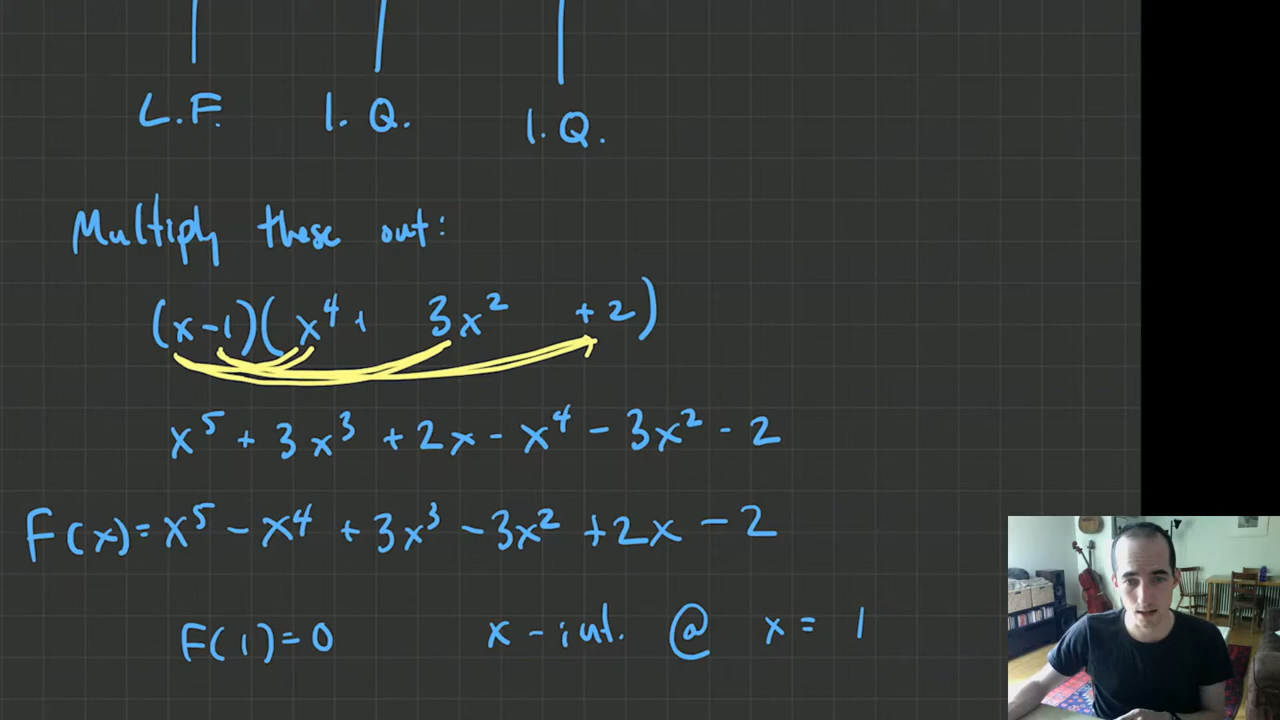 L.F. I.Q. I.Q.
Multiply these out:
(x-1)(x⁴+ 3x² +2)
x⁵ + 3x³ + 2x - x⁴ - 3x² - 2
F(x)= x⁵ - x⁴ + 3x³ - 3x² + 2x - 2
F(1)=0 x-int. @ x = 1